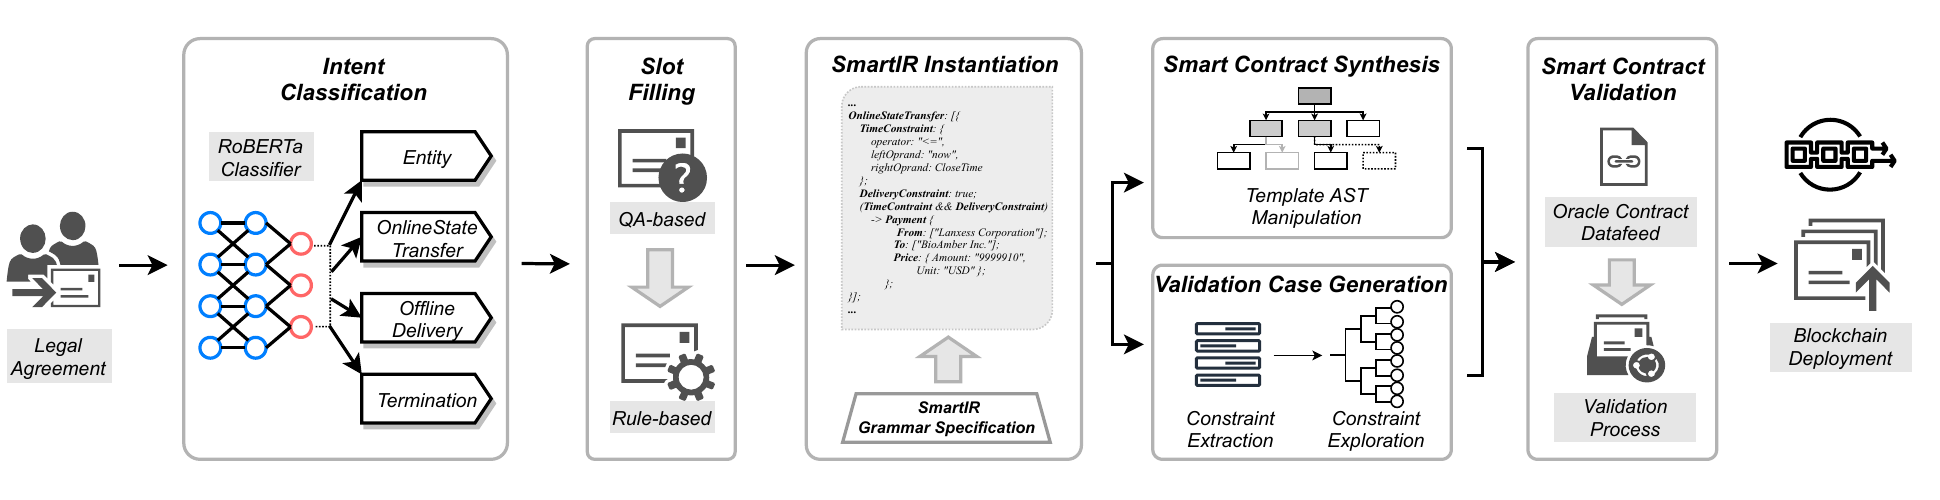 Legal
Agreement
Intent
Classification
RoBERTa
Classifier
Entity
OnlineState
Transfer
Offline
Delivery
Termination
Slot
Filling
QA-based
Rule-based
SmartIR Instantiation
...
OnlineStateTransfer: [{
TimeConstraint: {
operator: "<=",
leftOprand: "now",
rightOprand: CloseTime
};
DeliveryConstraint: true;
(TimeContraint && DeliveryConstraint)
-> Payment {
From: ["Lanxess Corporation"];
To: ["BioAmber Inc."];
Price: { Amount: "9999910",
Unit: "USD" };
};
}];
...
SmartIR
Grammar Specification
Smart Contract Synthesis
Template AST
Manipulation
Validation Case Generation
Constraint
Extraction
Constraint
Exploration
Smart Contract
Validation
Oracle Contract
Datafeed
Validation
Process
Blockchain
Deployment